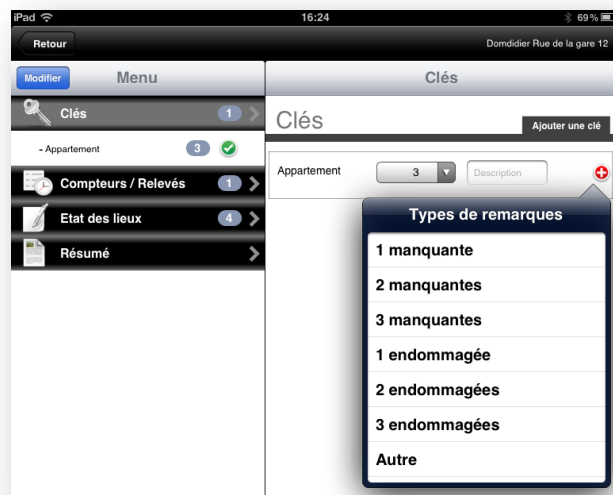 iPad 16:24 69%
Retour Domdidier Rue de la gare 12
Modifier Menu Clés
Clés 1
Clés Ajouter une clé
- Appartement 3
Appartement 3 Description
Compteurs / Relevés 1
Etat des lieux 4
Résumé
Types de remarques
1 manquante
2 manquantes
3 manquantes
1 endommagée
2 endommagées
3 endommagées
Autre